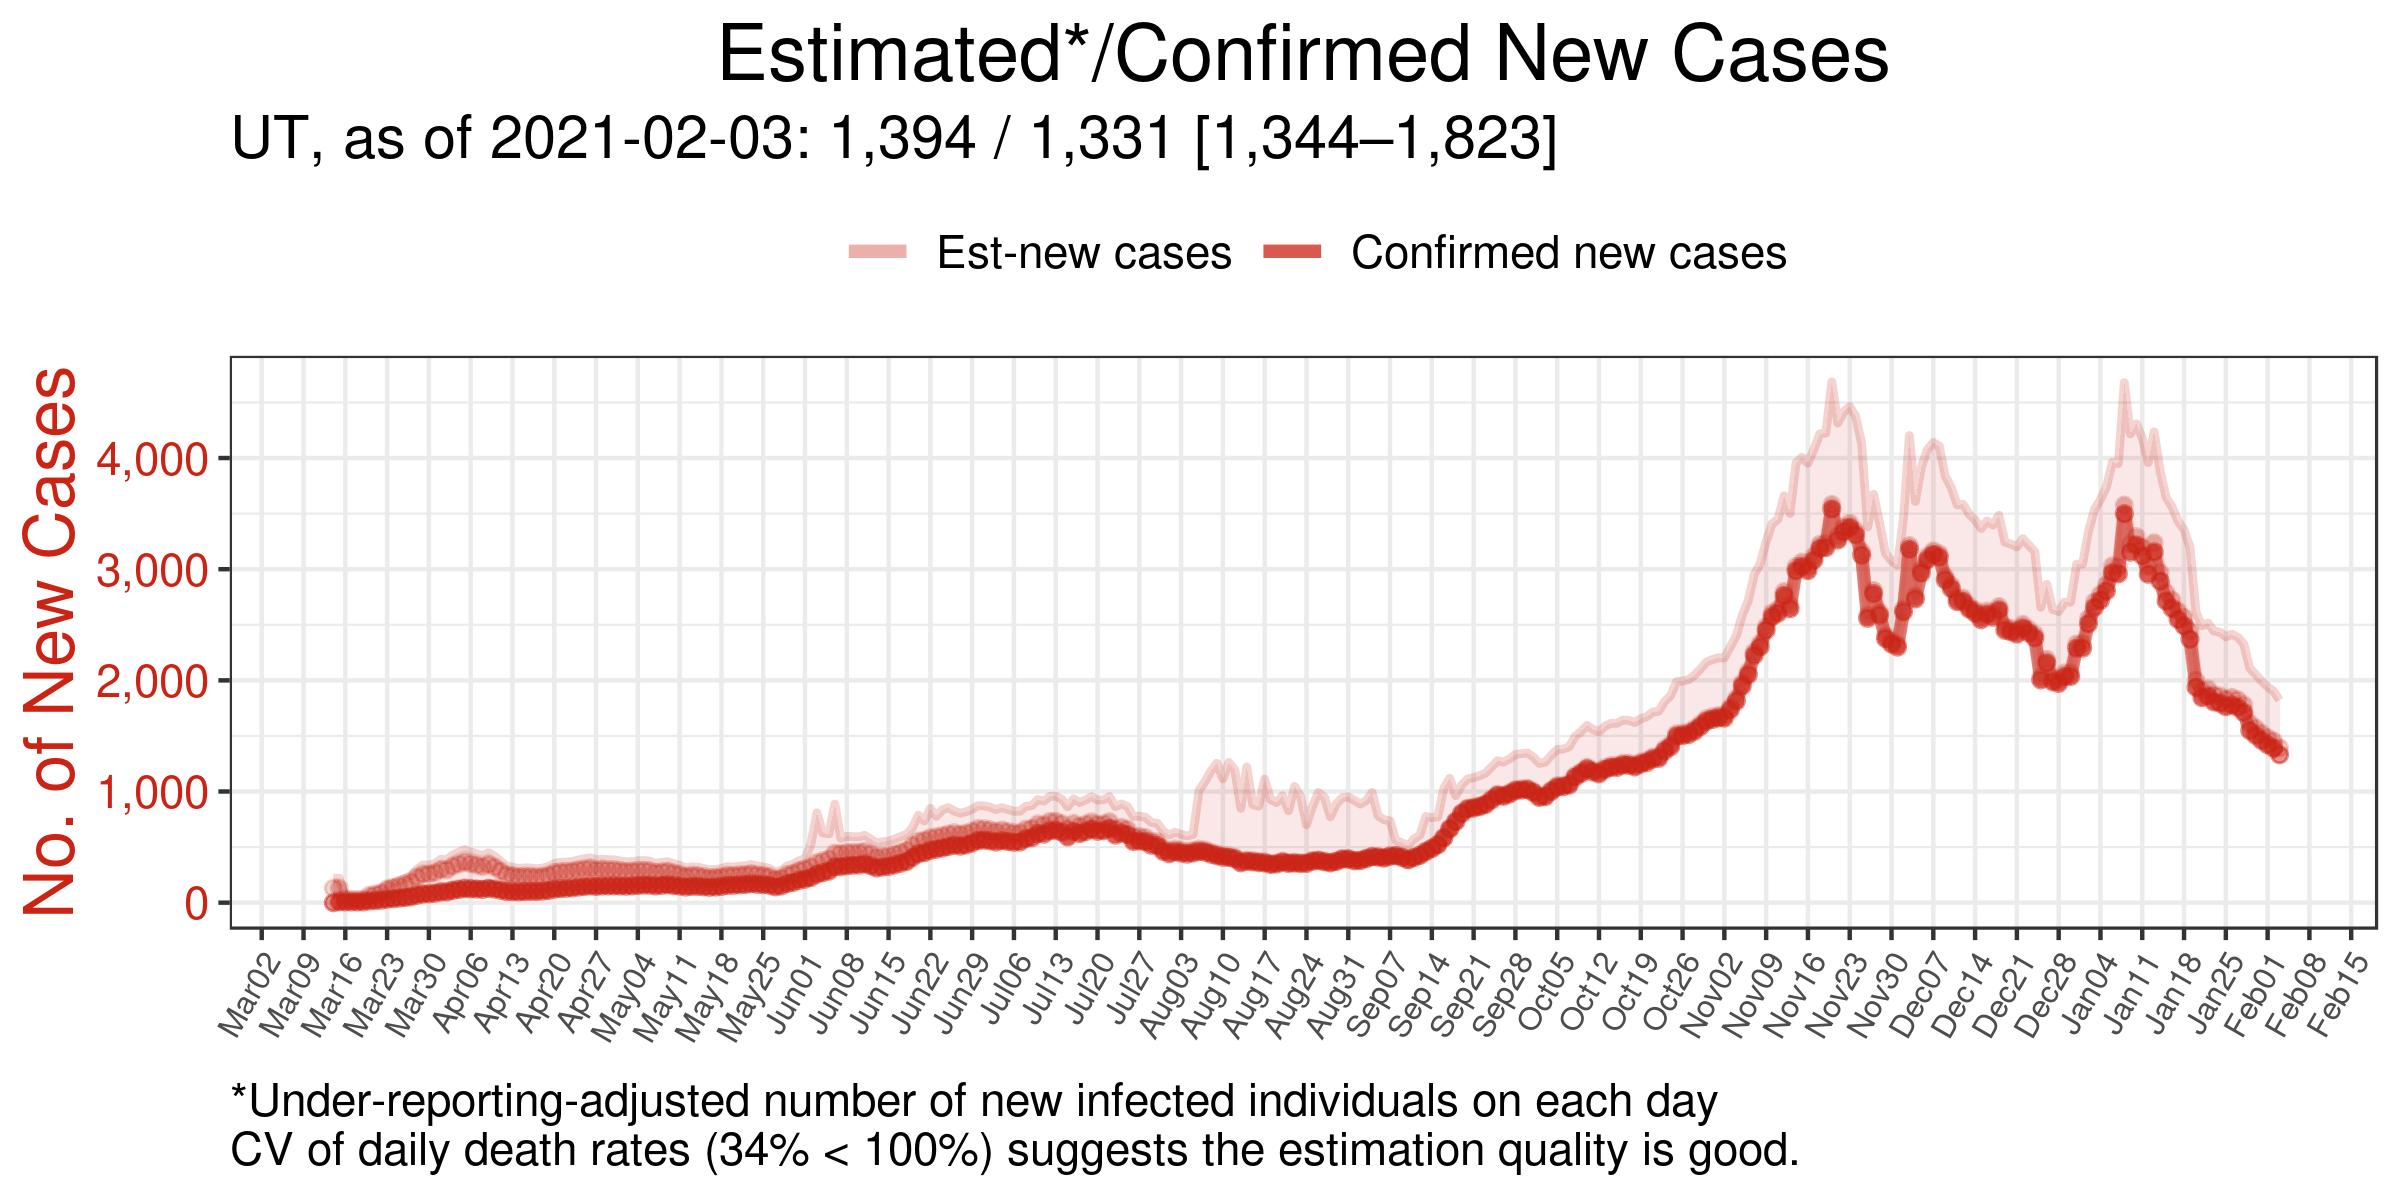 Estimated*/Confirmed New Cases
UT, as of 2021-02-03: 1,394 / 1,331 [1,344–1,823]
Est-new cases Confirmed new cases
No. of New Cases
4,000
3,000
2,000
1,000
0
Mar02 Mar09 Mar16 Mar23 Mar30 Apr06 Apr13 Apr20 Apr27 May04 May11 May18 May25 Jun01 Jun08 Jun15 Jun22 Jun29 Jul06 Jul13 Jul20 Jul27 Aug03 Aug10 Aug17 Aug24 Aug31 Sep07 Sep14 Sep21 Sep28 Oct05 Oct12 Oct19 Oct26 Nov02 Nov09 Nov16 Nov23 Nov30 Dec07 Dec14 Dec21 Dec28 Jan04 Jan11 Jan18 Jan25 Feb01 Feb08 Feb15
*Under-reporting-adjusted number of new infected individuals on each day
CV of daily death rates (34% < 100%) suggests the estimation quality is good.